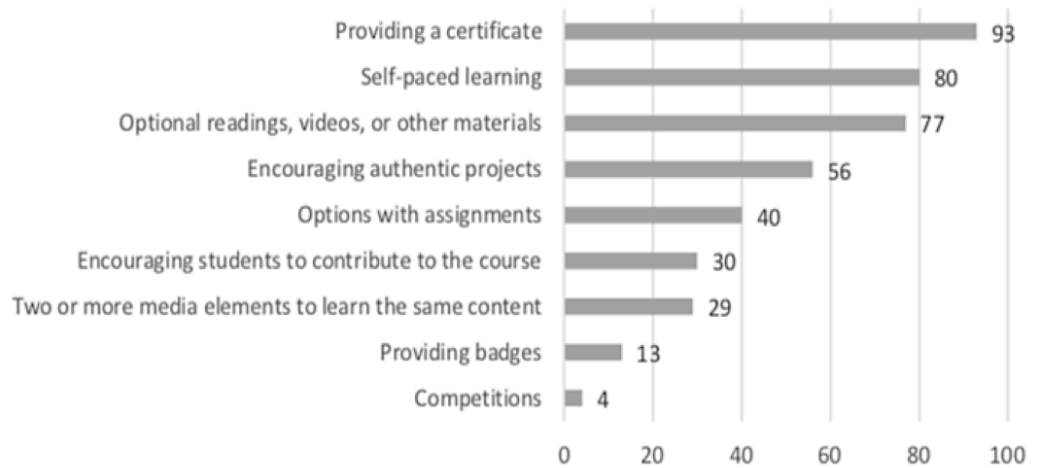 Providing a certificate 93
Self-paced learning 80
Optional readings, videos, or other materials 77
Encouraging authentic projects 56
Options with assignments 40
Encouraging students to contribute to the course 30
Two or more media elements to learn the same content 29
Providing badges 13
Competitions 4
0 20 40 60 80 100